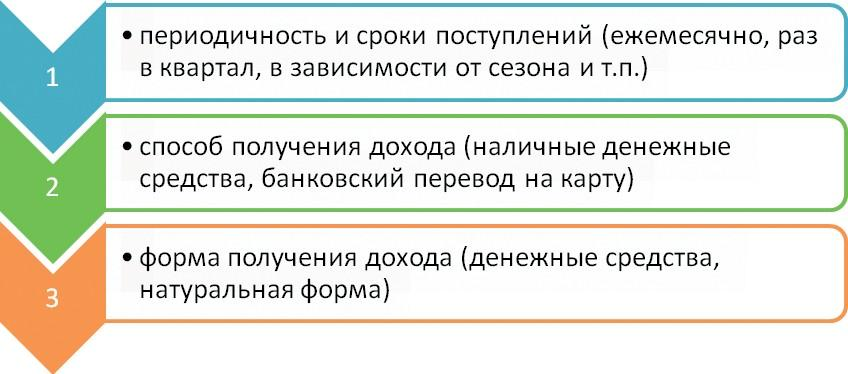 1
• периодичность и сроки поступлений (ежемесячно, раз
в квартал, в зависимости от сезона и т.п.)
2
• способ получения дохода (наличные денежные
средства, банковский перевод на карту)
3
• форма получения дохода (денежные средства,
натуральная форма)